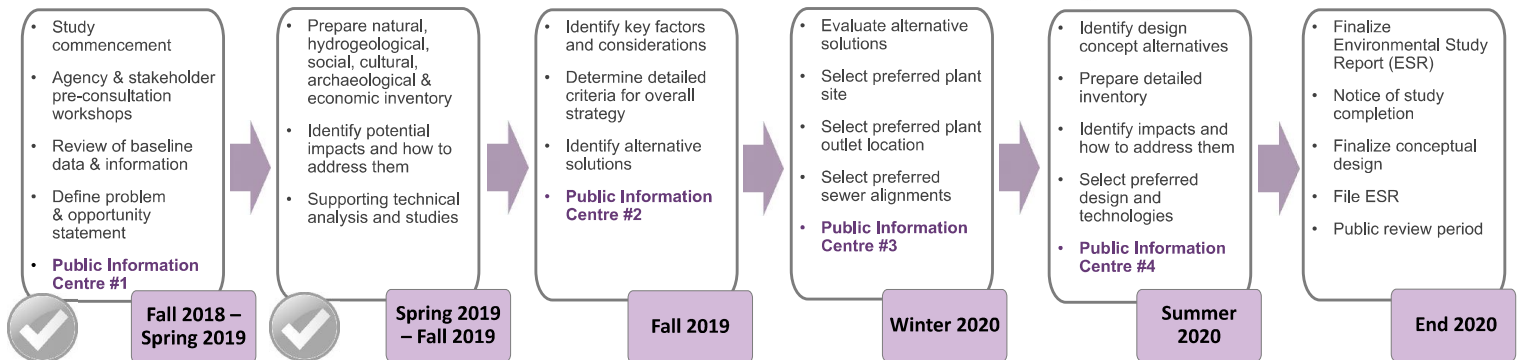 • Study
commencement
• Agency & stakeholder
pre-consultation
workshops
• Review of baseline
data & information
• Define problem
& opportunity
statement
• Public Information
Centre #1
Fall 2018 –
Spring 2019
• Prepare natural,
hydrogeological,
social, cultural,
archaeological &
economic inventory
• Identify potential
impacts and how to
address them
• Supporting technical
analysis and studies
Spring 2019
– Fall 2019
• Identify key factors
and considerations
• Determine detailed
criteria for overall
strategy
• Identify alternative
solutions
• Public Information
Centre #2
Fall 2019
• Evaluate alternative
solutions
• Select preferred plant
site
• Select preferred plant
outlet location
• Select preferred
sewer alignments
• Public Information
Centre #3
Winter 2020
• Identify design
concept alternatives
• Prepare detailed
inventory
• Identify impacts and
how to address them
• Select preferred
design and
technologies
• Public Information
Centre #4
Summer
2020
• Finalize
Environmental Study
Report (ESR)
• Notice of study
completion
• Finalize conceptual
design
• File ESR
• Public review period
End 2020